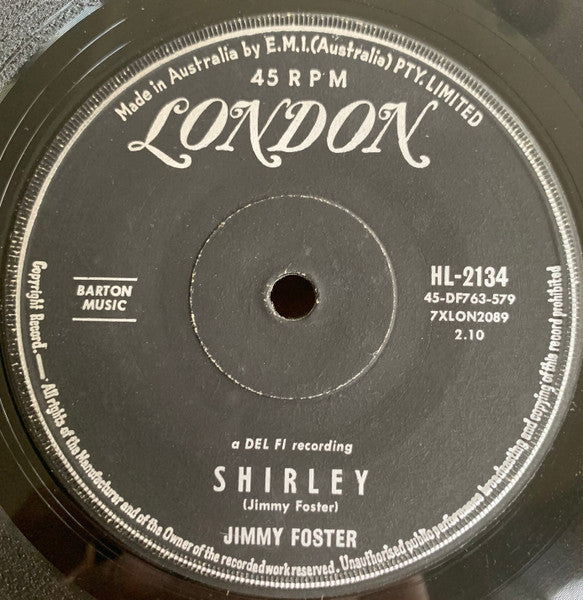 Made in Australia by E.M.I.(Australia) PTY. LIMITED
45 RPM
LONDON
BARTON
MUSIC
HL-2134
45-DF763-579
7XLON2089
2.10
a DEL FI recording
SHIRLEY
(Jimmy Foster)
JIMMY FOSTER
Copyright Record.— All rights of the Manufacturer and of the Owner of the recorded work reserved. Unauthorised public performance broadcasting and copying of this record prohibited